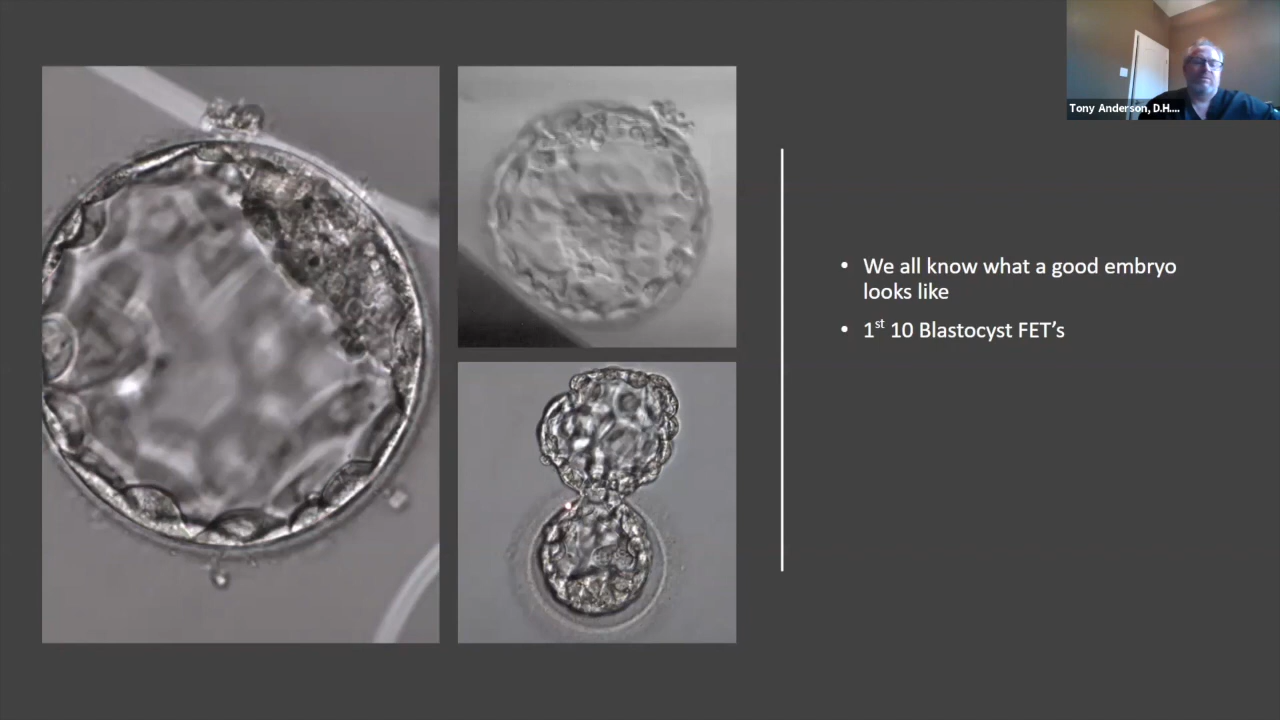 Tony Anderson, D.H....
• We all know what a good embryo
looks like
• 1st 10 Blastocyst FET's